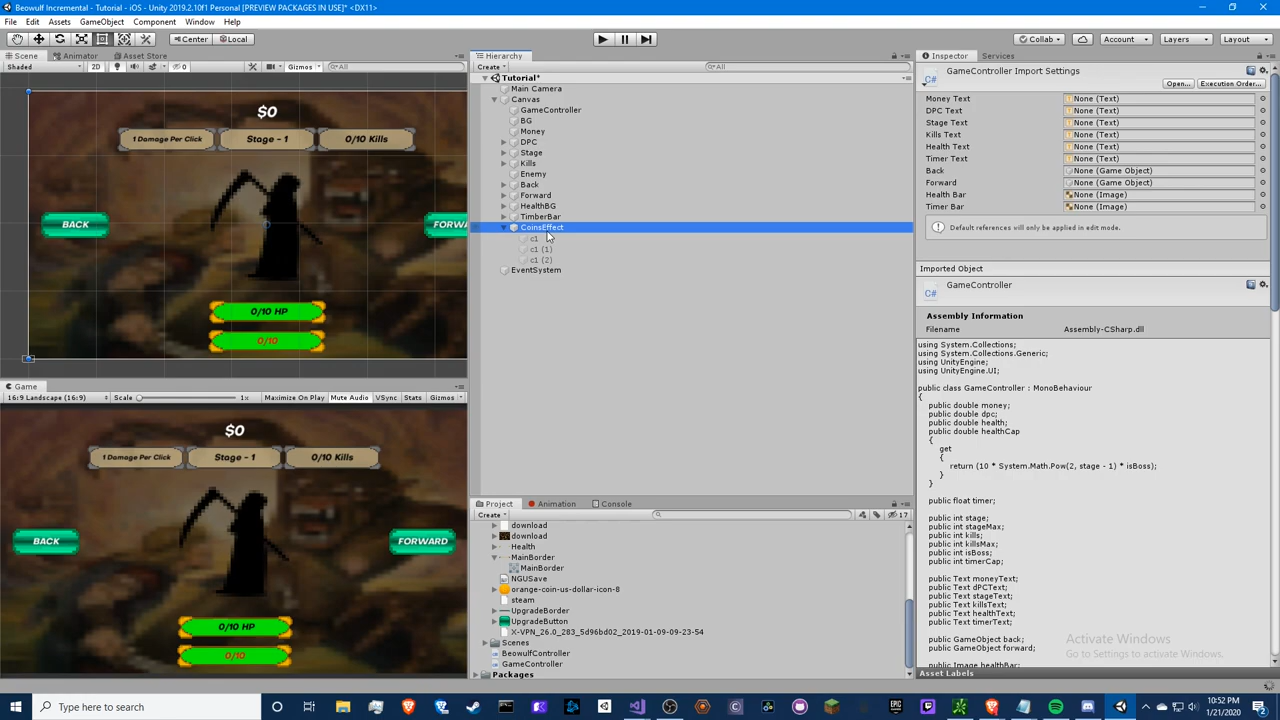 Beowulf Incremental - Tutorial - iOS - Unity 2019.2.10f1 Personal [PREVIEW PACKAGES IN USE]* <DX11>
File Edit Assets GameObject Component Window Help
Center Local Collab Account Layers Layout
Scene Animator Asset Store
Shaded 2D 0 Gizmos All
$0
1 Damage Per Click Stage - 1 0/10 Kills
BACK FORW
0/10 HP
0/10
Game
16:9 Landscape (16:9) Scale 1x Maximize On Play Mute Audio VSync Stats Gizmos
$0
1 Damage Per Click Stage - 1 0/10 Kills
BACK FORWARD
0/10 HP
0/10
Hierarchy
Create All
Tutorial*
Main Camera
Canvas
GameController
BG
Money
DPC
Stage
Kills
Enemy
Back
Forward
HealthBG
TimberBar
CoinsEffect
c1
c1 (1)
c1 (2)
EventSystem
Project Animation Console
Create 17
download
download
Health
MainBorder
MainBorder
NGUSave
orange-coin-us-dollar-icon-8
steam
UpgradeBorder
UpgradeButton
X-VPN_26.0_283_5d96bd02_2019-01-09-09-23-54
Scenes
BeowulfController
GameController
Packages
Inspector Services
GameController Import Settings
Open... Execution Order...
Money Text None (Text)
DPC Text None (Text)
Stage Text None (Text)
Kills Text None (Text)
Health Text None (Text)
Timer Text None (Text)
Back None (Game Object)
Forward None (Game Object)
Health Bar None (Image)
Timer Bar None (Image)
Default references will only be applied in edit mode.
Imported Object
GameController
Assembly Information
Filename Assembly-CSharp.dll
using System.Collections;
using System.Collections.Generic;
using UnityEngine;
using UnityEngine.UI;
public class GameController : MonoBehaviour
{
public double money;
public double dpc;
public double health;
public double healthCap
{
get
{
return (10 * System.Math.Pow(2, stage - 1) * isBoss);
}
}
public float timer;
public int stage;
public int stageMax;
public int kills;
public int killsMax;
public int isBoss;
public int timerCap;
public Text moneyText;
public Text dPCText;
public Text stageText;
public Text killsText;
public Text healthText;
public Text timerText;
public GameObject back;
public GameObject forward;
public Image healthBar;
Activate Windows
Go to Settings to activate Windows.
Asset Labels
Type here to search
10:52 PM
1/21/2020